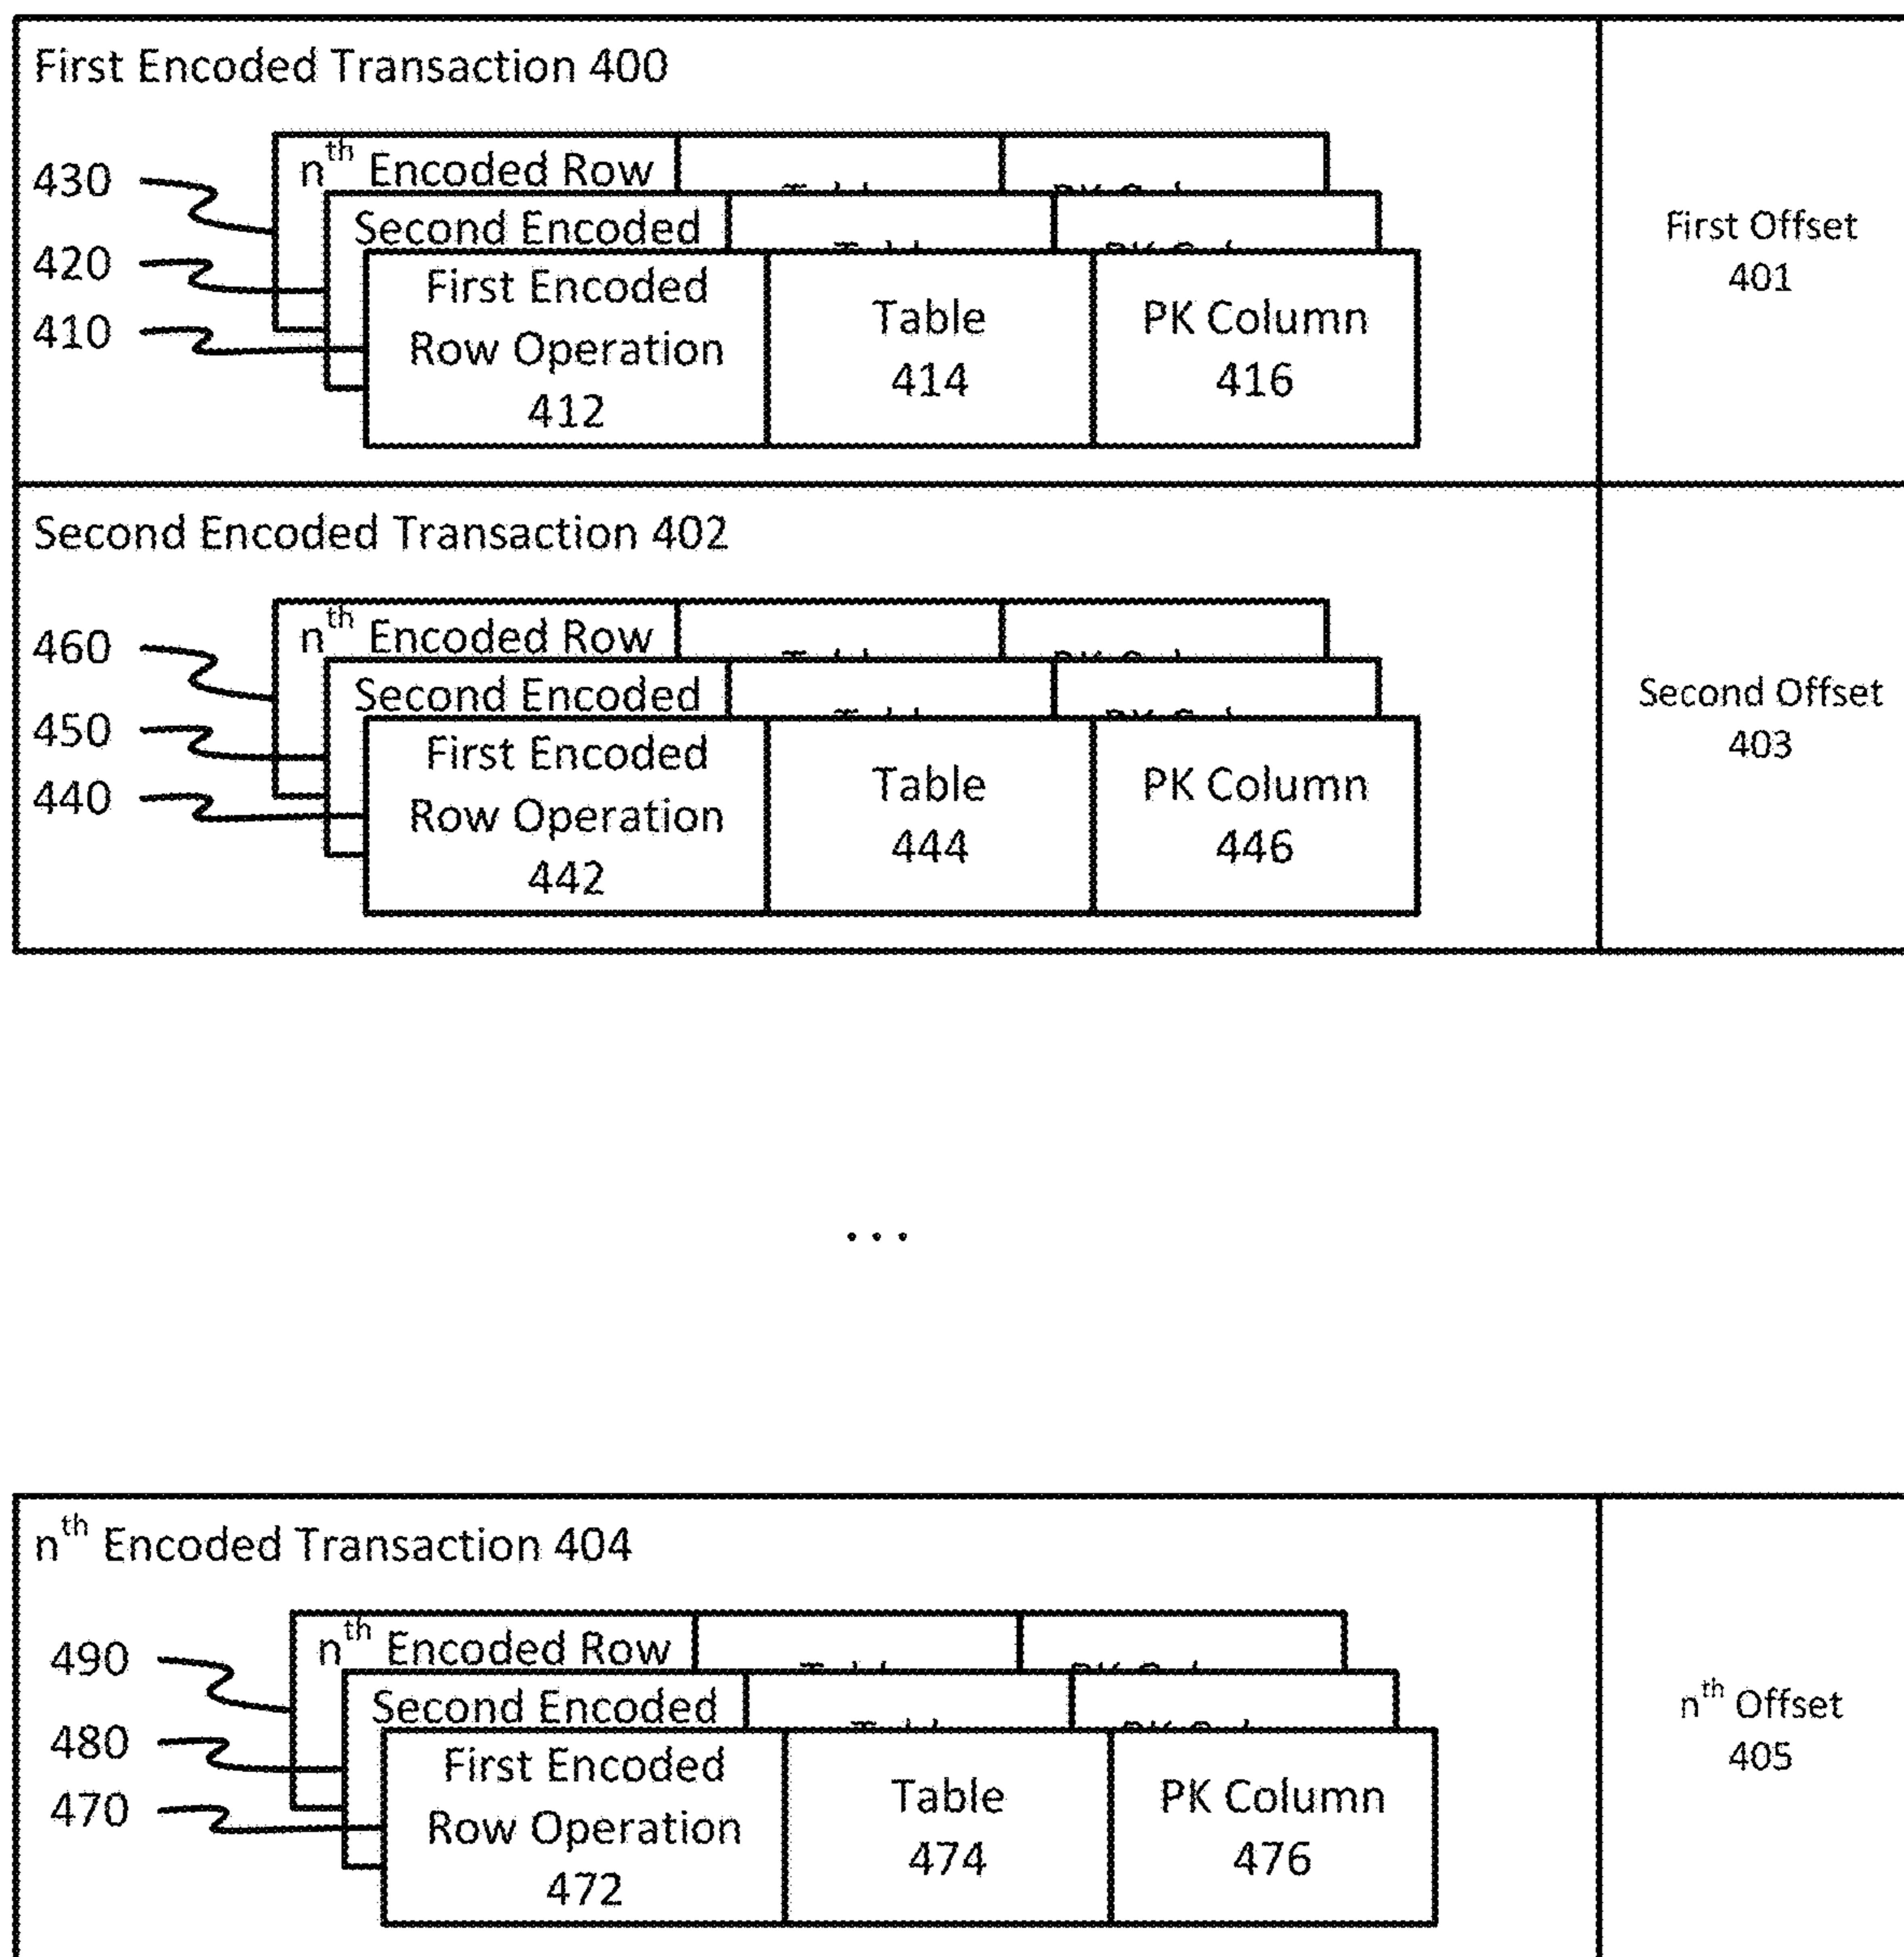 First Encoded Transaction 400
430
nth Encoded Row
420
Second Encoded
410
First Encoded
Row Operation
412
Table
414
PK Column
416
First Offset
401
Second Encoded Transaction 402
460
nth Encoded Row
450
Second Encoded
440
First Encoded
Row Operation
442
Table
444
PK Column
446
Second Offset
403
...
nth Encoded Transaction 404
490
nth Encoded Row
480
Second Encoded
470
First Encoded
Row Operation
472
Table
474
PK Column
476
nth Offset
405